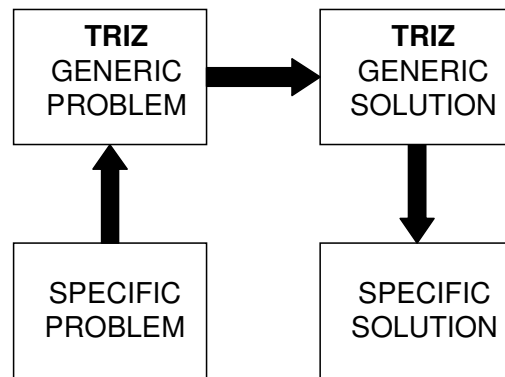 TRIZ
GENERIC
PROBLEM
TRIZ
GENERIC
SOLUTION
SPECIFIC
PROBLEM
SPECIFIC
SOLUTION